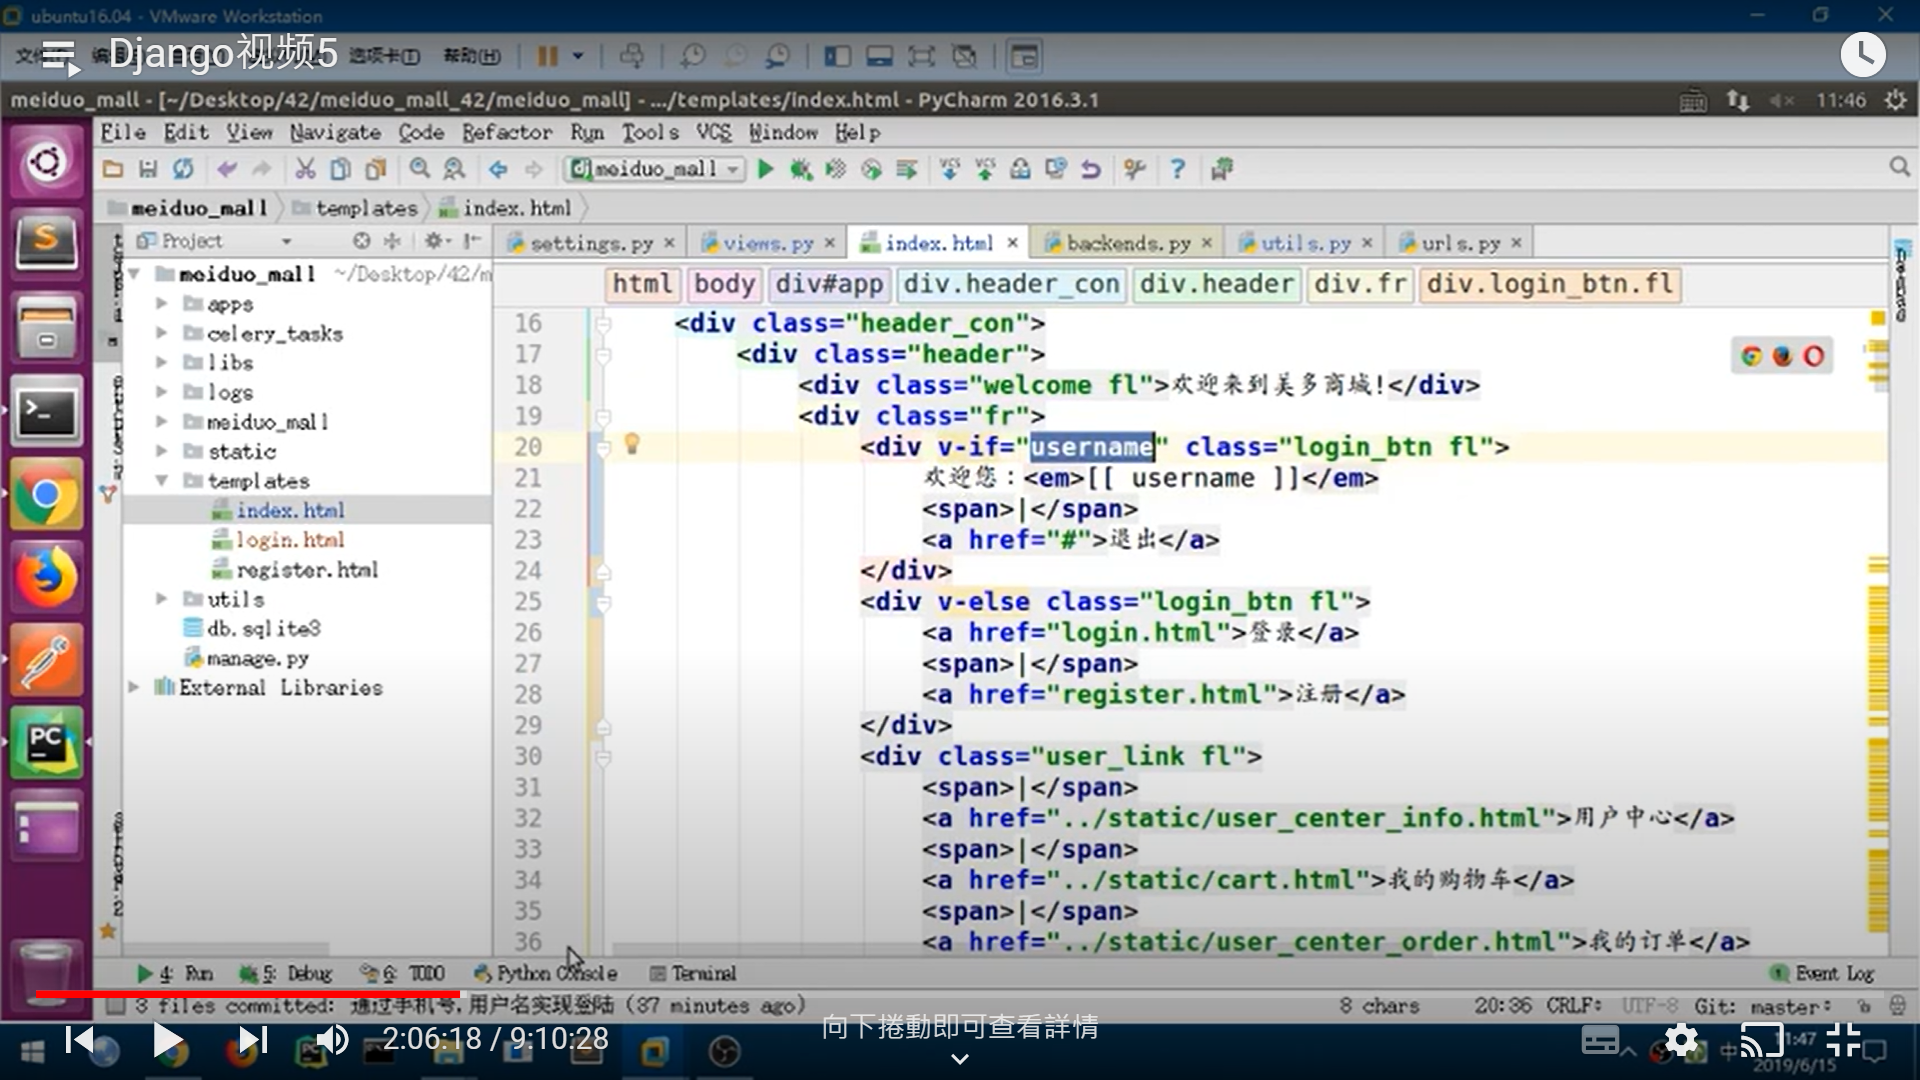 ubuntu16.04 - VMware Workstation
Django视频5
选项卡(T) 帮助(H)
meiduo_mall - [~/Desktop/42/meiduo_mall_42/meiduo_mall] - .../templates/index.html - PyCharm 2016.3.1
11:46
File Edit View Navigate Code Refactor Run Tools VCS Window Help
meiduo_mall
meiduo_mall templates index.html
Project
settings.py views.py index.html backends.py utils.py urls.py
meiduo_mall ~/Desktop/42/m
html body div#app div.header_con div.header div.fr div.login_btn.fl
apps
celery_tasks
libs
logs
meiduo_mall
static
templates
index.html
login.html
register.html
utils
db.sqlite3
manage.py
External Libraries
16 <div class="header_con">
17 <div class="header">
18 <div class="welcome fl">欢迎来到美多商城!</div>
19 <div class="fr">
20 <div v-if="username" class="login_btn fl">
21 欢迎您：<em>[[ username ]]</em>
22 <span>|</span>
23 <a href="#">退出</a>
24 </div>
25 <div v-else class="login_btn fl">
26 <a href="login.html">登录</a>
27 <span>|</span>
28 <a href="register.html">注册</a>
29 </div>
30 <div class="user_link fl">
31 <span>|</span>
32 <a href="../static/user_center_info.html">用户中心</a>
33 <span>|</span>
34 <a href="../static/cart.html">我的购物车</a>
35 <span>|</span>
36 <a href="../static/user_center_order.html">我的订单</a>
4: Run 5: Debug 6: TODO Python Console Terminal Event Log
3 files committed: 通过手机号,用户名实现登陆 (37 minutes ago) 8 chars 20:36 CRLF: UTF-8 Git: master:
2:06:18 / 9:10:28
向下捲動即可查看詳情
中
:47
2019/6/15